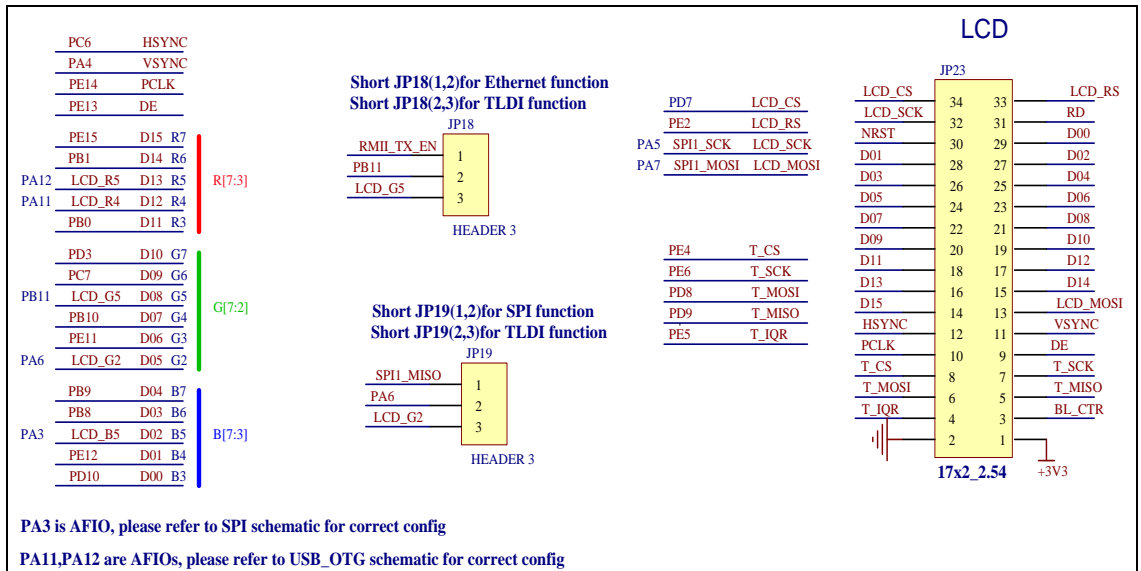 LCD
PC6 HSYNC
PA4 VSYNC
PE14 PCLK
PE13 DE
PE15 D15 R7
PB1 D14 R6
PA12 LCD_R5 D13 R5
PA11 LCD_R4 D12 R4
PB0 D11 R3
R[7:3]
PD3 D10 G7
PC7 D09 G6
PB11 LCD_G5 D08 G5
PB10 D07 G4
PE11 D06 G3
PA6 LCD_G2 D05 G2
G[7:2]
PB9 D04 B7
PB8 D03 B6
PA3 LCD_B5 D02 B5
PE12 D01 B4
PD10 D00 B3
B[7:3]
Short JP18(1,2)for Ethernet function
Short JP18(2,3)for TLDI function
JP18
RMII_TX_EN 1
PB11 2
LCD_G5 3
HEADER 3
Short JP19(1,2)for SPI function
Short JP19(2,3)for TLDI function
JP19
SPI1_MISO 1
PA6 2
LCD_G2 3
HEADER 3
PD7 LCD_CS
PE2 LCD_RS
PA5 SPI1_SCK LCD_SCK
PA7 SPI1_MOSI LCD_MOSI
PE4 T_CS
PE6 T_SCK
PD8 T_MOSI
PD9 T_MISO
PE5 T_IQR
JP23
LCD_CS 34 33 LCD_RS
LCD_SCK 32 31 RD
NRST 30 29 D00
D01 28 27 D02
D03 26 25 D04
D05 24 23 D06
D07 22 21 D08
D09 20 19 D10
D11 18 17 D12
D13 16 15 D14
D15 14 13 LCD_MOSI
HSYNC 12 11 VSYNC
PCLK 10 9 DE
T_CS 8 7 T_SCK
T_MOSI 6 5 T_MISO
T_IQR 4 3 BL_CTR
2 1
+3V3
17x2_2.54
PA3 is AFIO, please refer to SPI schematic for correct config
PA11,PA12 are AFIOs, please refer to USB_OTG schematic for correct config